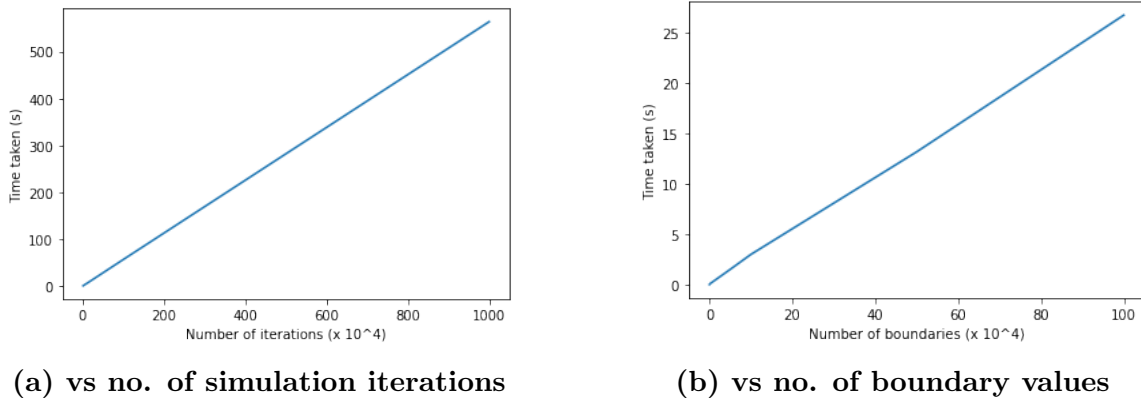 500
400
300
200
100
0
Time taken (s)
0 200 400 600 800 1000
Number of iterations (x 10^4)
(a) vs no. of simulation iterations
25
20
15
10
5
0
Time taken (s)
0 20 40 60 80 100
Number of boundaries (x 10^4)
(b) vs no. of boundary values